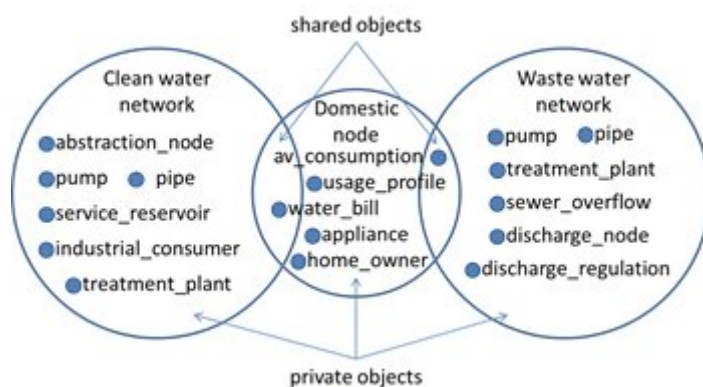 shared objects
Clean water
network
abstraction_node
pump pipe
service_reservoir
industrial_consumer
treatment_plant
Domestic
node
av_consumption
usage_profile
water_bill
appliance
home_owner
Waste water
network
pump pipe
treatment_plant
sewer_overflow
discharge_node
discharge_regulation
private objects